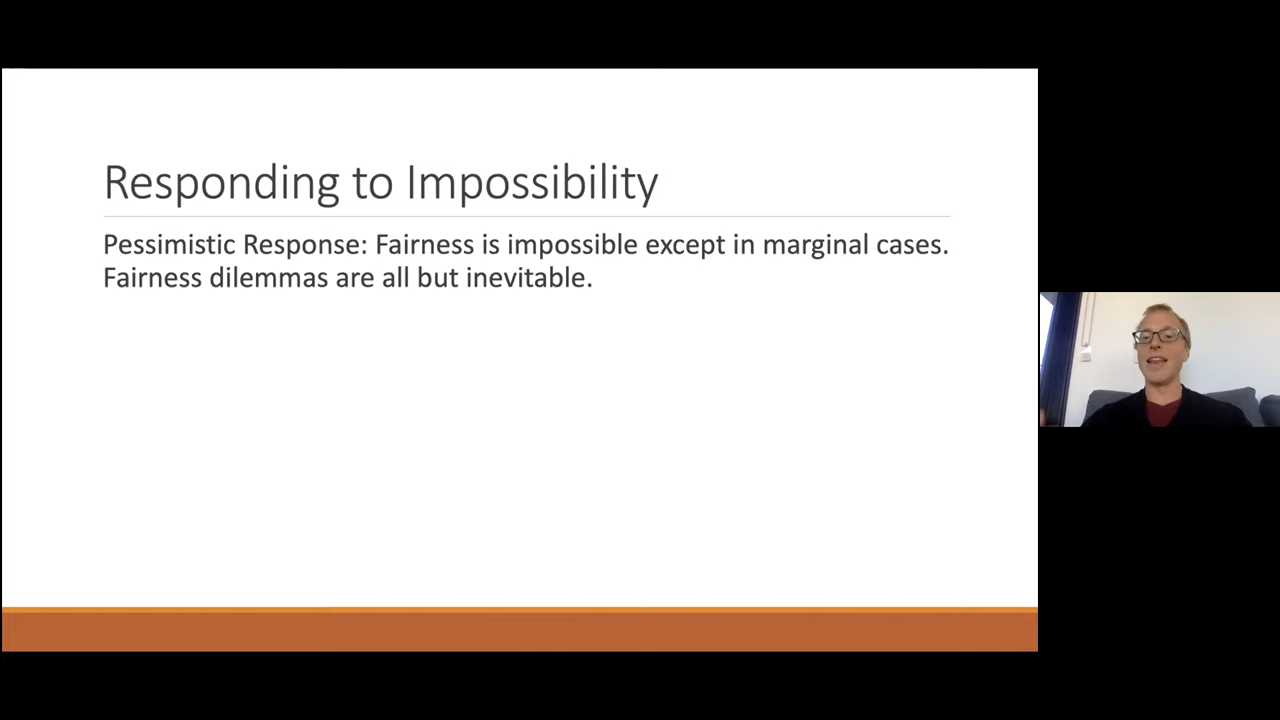 Responding to Impossibility
Pessimistic Response: Fairness is impossible except in marginal cases.
Fairness dilemmas are all but inevitable.